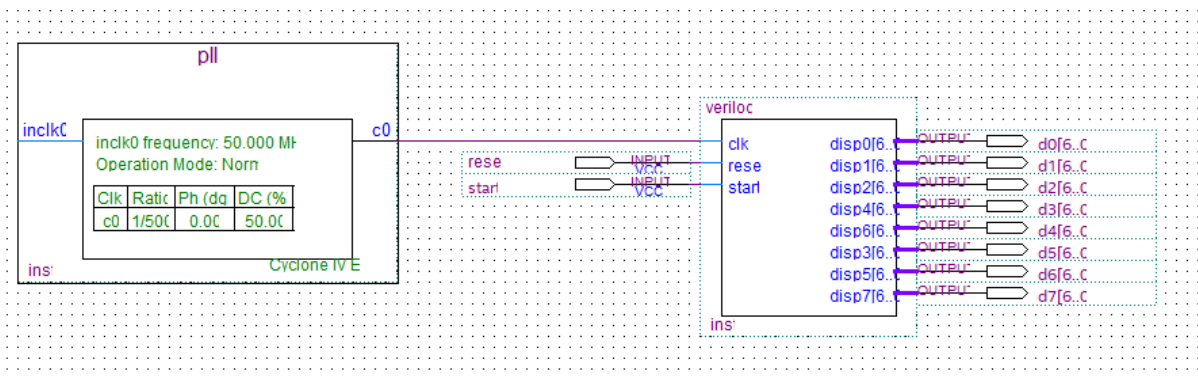 pll
inclk0
c0
inclk0 frequency: 50.000 MH
Operation Mode: Norm
Clk Ratio Ph (dg DC (%
c0 1/500 0.00 50.00
inst
Cyclone IV E
rese
start
INPUT
VCC
INPUT
VCC
veriloc
clk
rese
start
disp0[6..
disp1[6..
disp2[6..
disp4[6..
disp6[6..
disp3[6..
disp5[6..
disp7[6..
inst
OUTPUT
OUTPUT
OUTPUT
OUTPUT
OUTPUT
OUTPUT
OUTPUT
OUTPUT
d0[6..0
d1[6..0
d2[6..0
d3[6..0
d4[6..0
d5[6..0
d6[6..0
d7[6..0